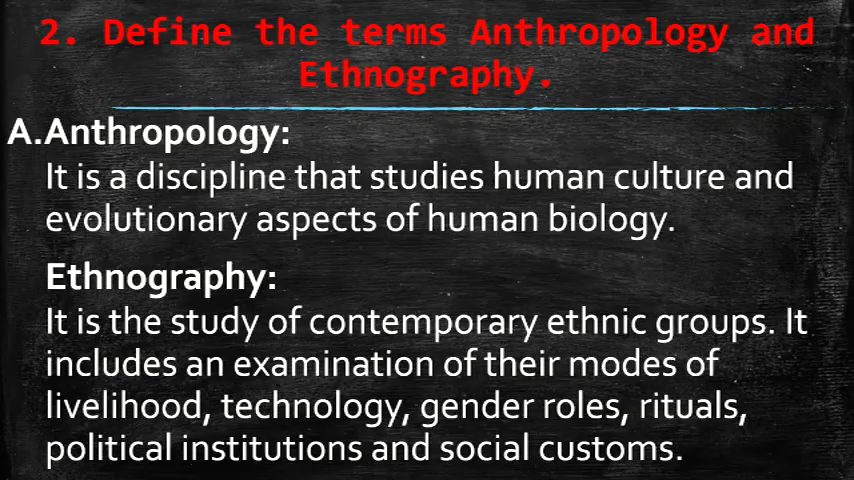 2. Define the terms Anthropology and
Ethnography.
A.Anthropology:
It is a discipline that studies human culture and
evolutionary aspects of human biology.
Ethnography:
It is the study of contemporary ethnic groups. It
includes an examination of their modes of
livelihood, technology, gender roles, rituals,
political institutions and social customs.